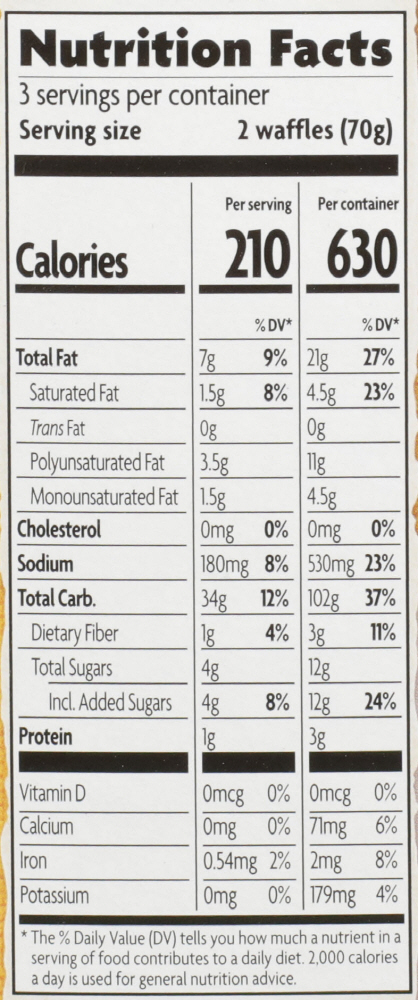 Nutrition Facts
3 servings per container
Serving size 2 waffles (70g)
Per serving Per container
Calories 210 630
% DV* % DV*
Total Fat 7g 9% 21g 27%
Saturated Fat 1.5g 8% 4.5g 23%
Trans Fat 0g 0g
Polyunsaturated Fat 3.5g 11g
Monounsaturated Fat 1.5g 4.5g
Cholesterol 0mg 0% 0mg 0%
Sodium 180mg 8% 530mg 23%
Total Carb. 34g 12% 102g 37%
Dietary Fiber 1g 4% 3g 11%
Total Sugars 4g 12g
Incl. Added Sugars 4g 8% 12g 24%
Protein 1g 3g
Vitamin D 0mcg 0% 0mcg 0%
Calcium 0mg 0% 71mg 6%
Iron 0.54mg 2% 2mg 8%
Potassium 0mg 0% 179mg 4%
* The % Daily Value (DV) tells you how much a nutrient in a
serving of food contributes to a daily diet. 2,000 calories
a day is used for general nutrition advice.